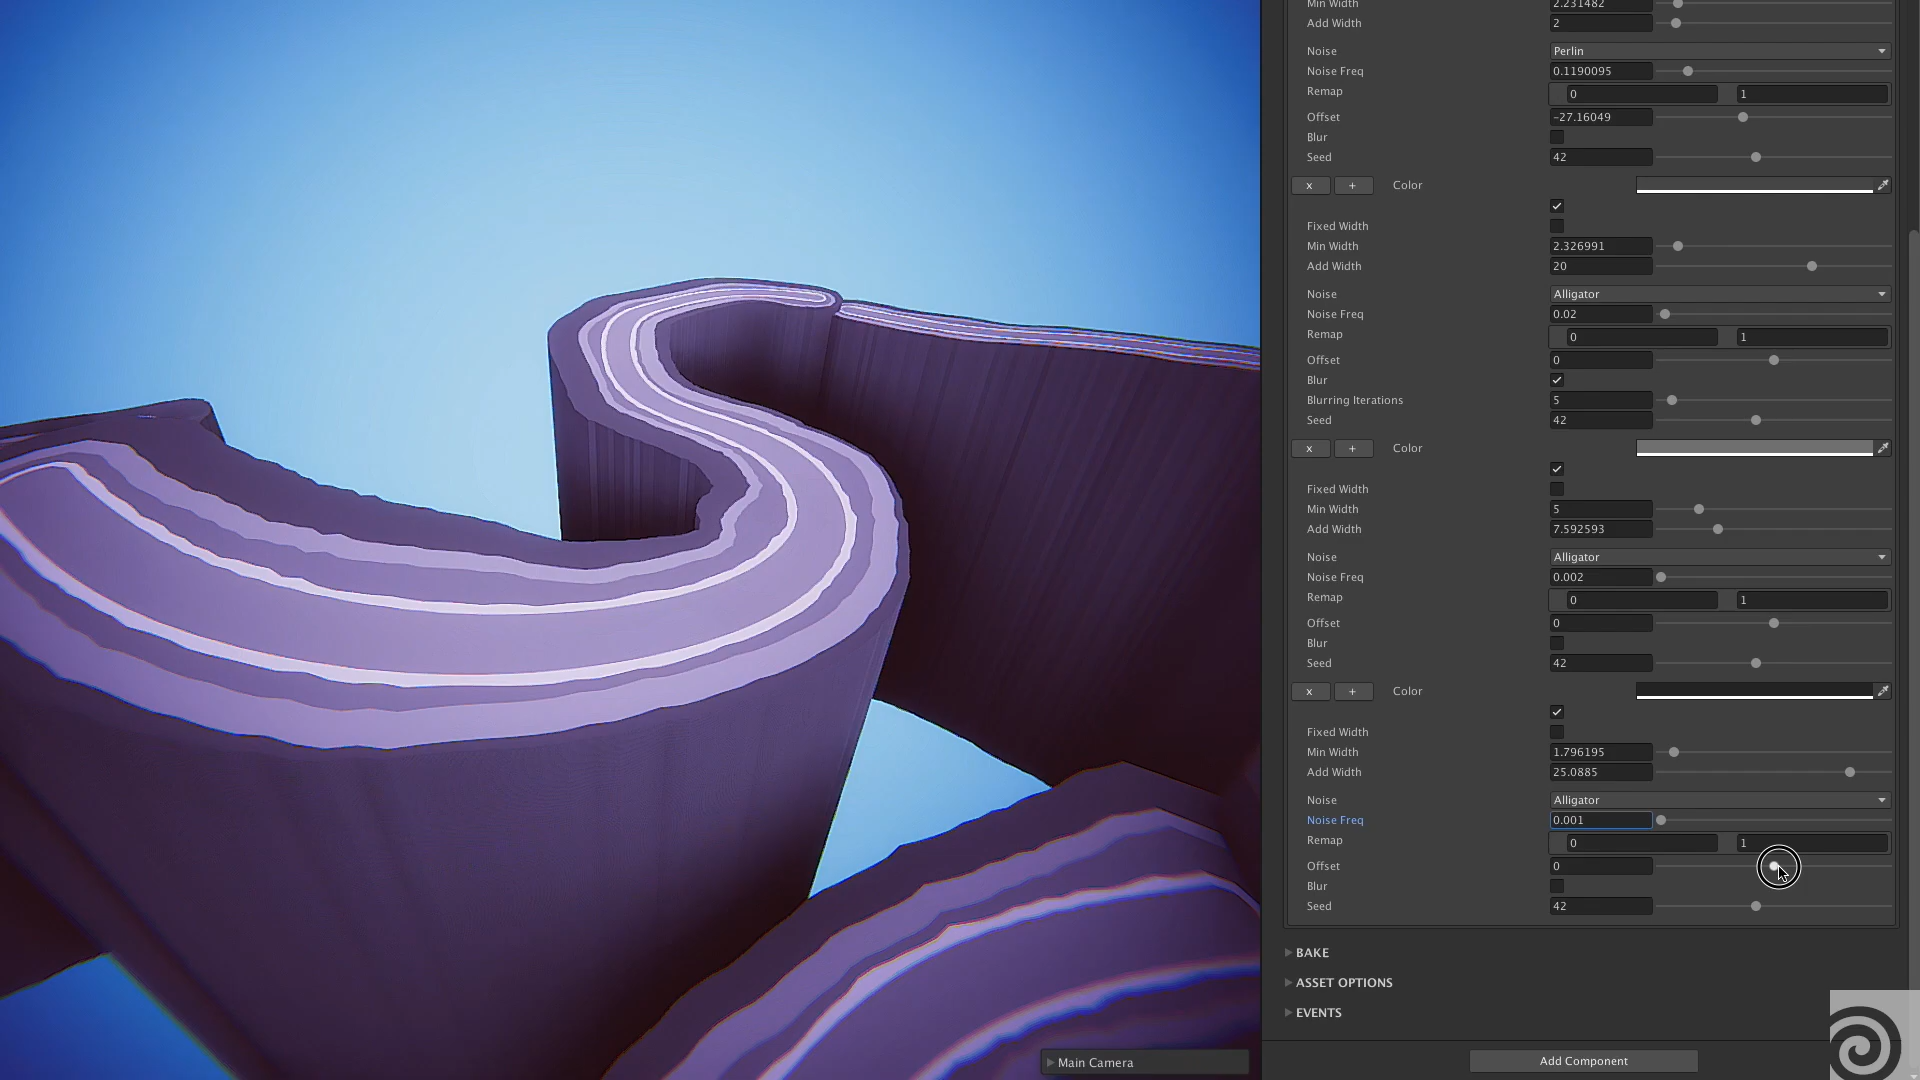 Min Width 2.231482
Add Width 2
Noise Perlin
Noise Freq 0.1190095
Remap 0 1
Offset -27.16049
Blur
Seed 42
x + Color
Fixed Width
Min Width 2.326991
Add Width 20
Noise Alligator
Noise Freq 0.02
Remap 0 1
Offset 0
Blur
Blurring Iterations 5
Seed 42
x + Color
Fixed Width
Min Width 5
Add Width 7.592593
Noise Alligator
Noise Freq 0.002
Remap 0 1
Offset 0
Blur
Seed 42
x + Color
Fixed Width
Min Width 1.796195
Add Width 25.0885
Noise Alligator
Noise Freq 0.001
Remap 0 1
Offset 0
Blur
Seed 42
BAKE
ASSET OPTIONS
EVENTS
Add Component
Main Camera